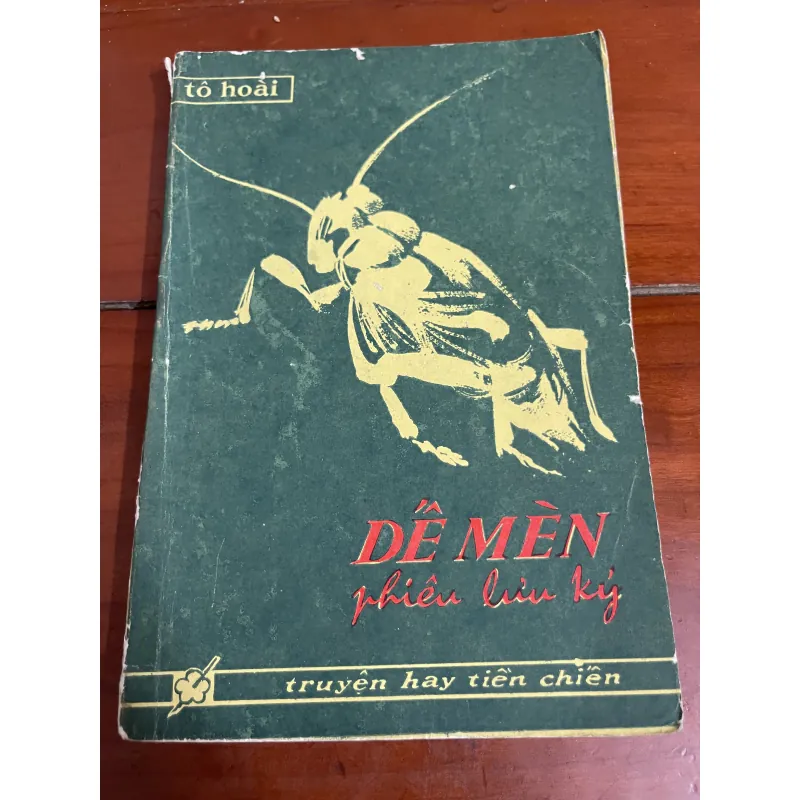 tô hoài
DẾ MÈN
phiêu lưu ký
truyện hay tiền chiến